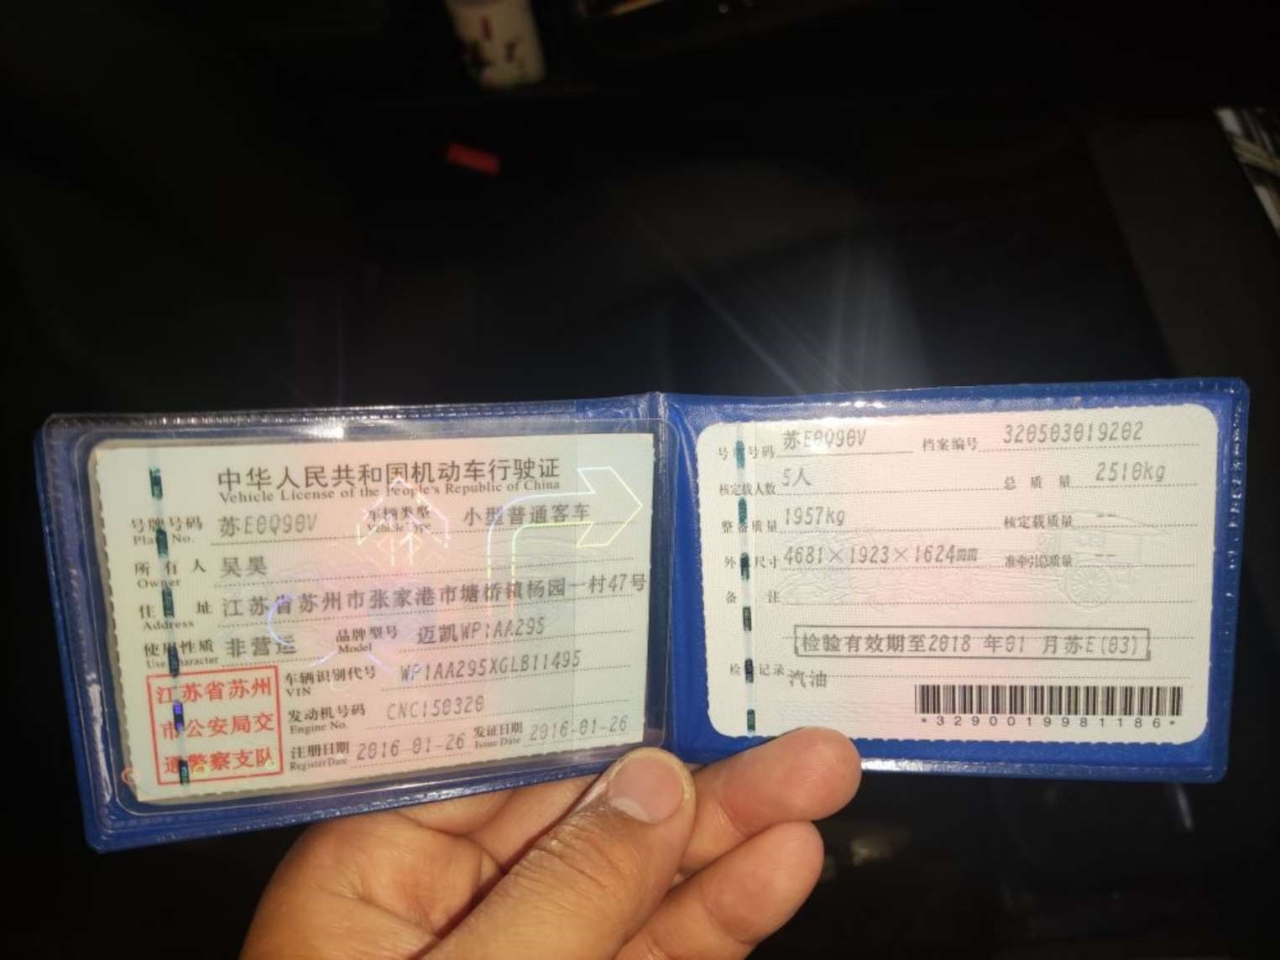 中华人民共和国机动车行驶证
Vehicle License of the People's Republic of China
号牌号码 苏E0Q90V 车辆类型 小型普通客车
Plate No. Vehicle Type
所有人 吴昊
Owner
住址 江苏省苏州市张家港市塘桥镇杨园一村47号
Address
使用性质 非营运 品牌型号 迈凯WP1AA295
Use Character Model
江苏省苏州
市公安局交
通警察支队
车辆识别代号 WP1AA295XGLB11495
VIN
发动机号码 CNC150320
Engine No.
注册日期 2016-01-26 发证日期 2016-01-26
Register Date Issue Date
号牌号码 苏E0Q90V 档案编号 320503019202
核定载人数 5人 总质量 2510kg
整备质量 1957kg 核定载质量 --
外廓尺寸 4681×1923×1624mm 准牵引总质量 --
备注
检验有效期至2018 年01 月苏E(03)
检验记录 汽油
*3290019981186*